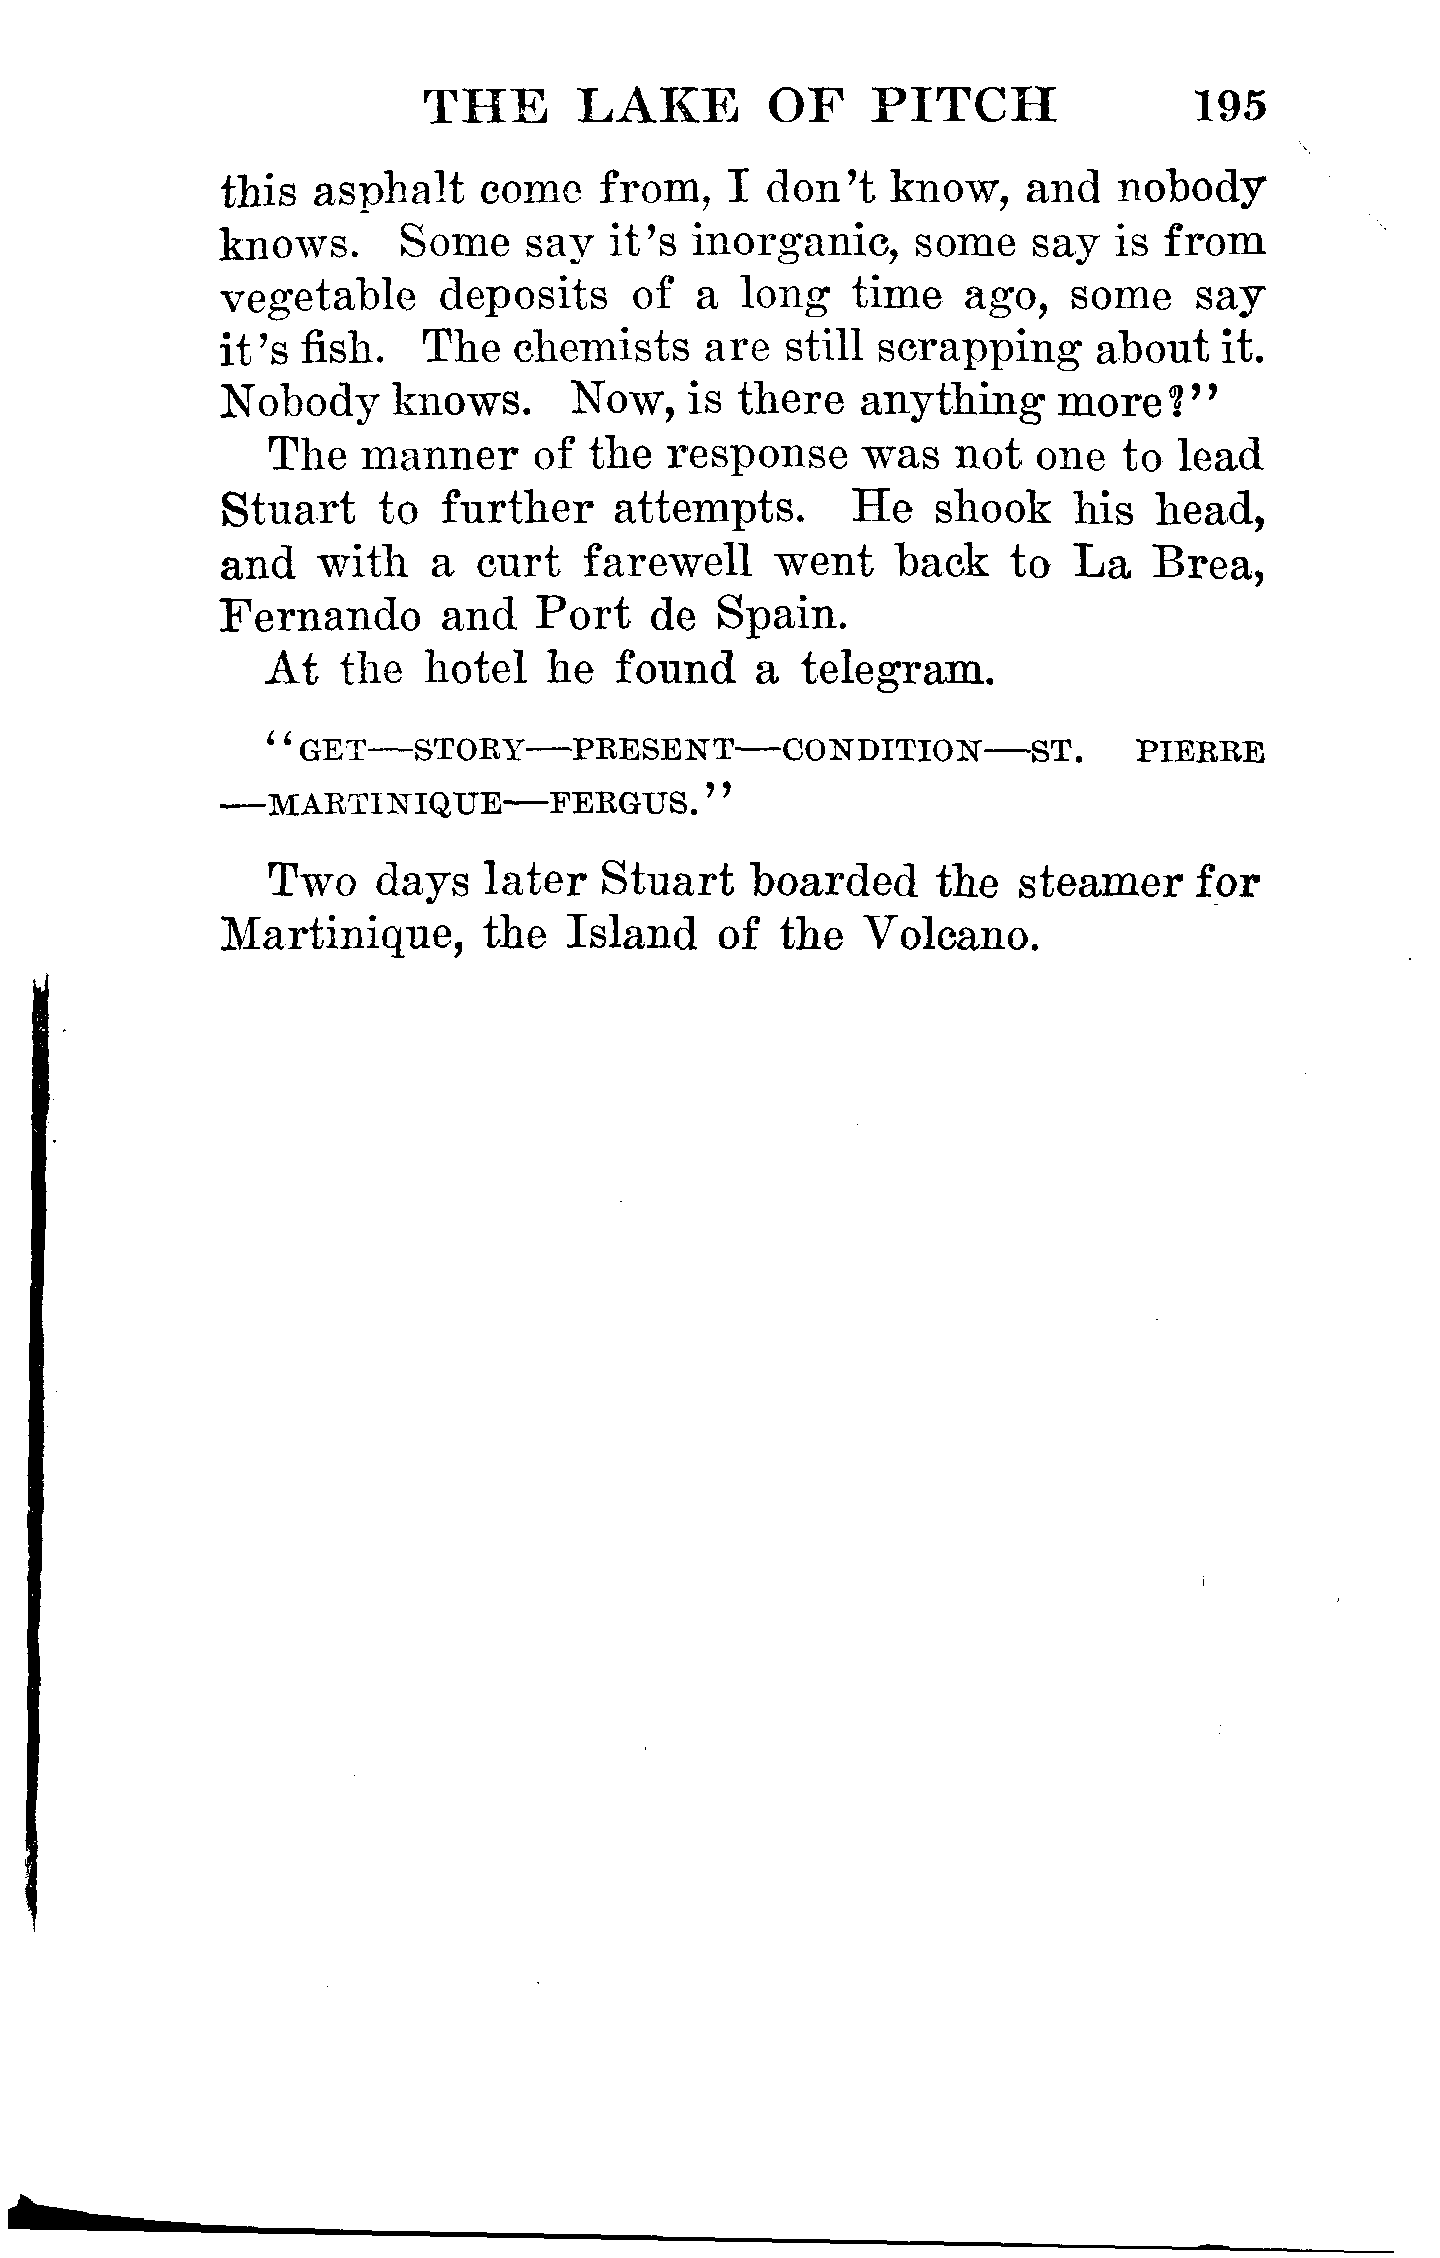 THE LAKE OF PITCH 195
this asphalt come from, I don't know, and nobody
knows. Some say it's inorganic, some say is from
vegetable deposits of a long time ago, some say
it's fish. The chemists are still scrapping about it.
Nobody knows. Now, is there anything more?"
The manner of the response was not one to lead
Stuart to further attempts. He shook his head,
and with a curt farewell went back to La Brea,
Fernando and Port de Spain.
At the hotel he found a telegram.
"GET—STORY—PRESENT—CONDITION—ST. PIERRE
—MARTINIQUE—FERGUS."
Two days later Stuart boarded the steamer for
Martinique, the Island of the Volcano.